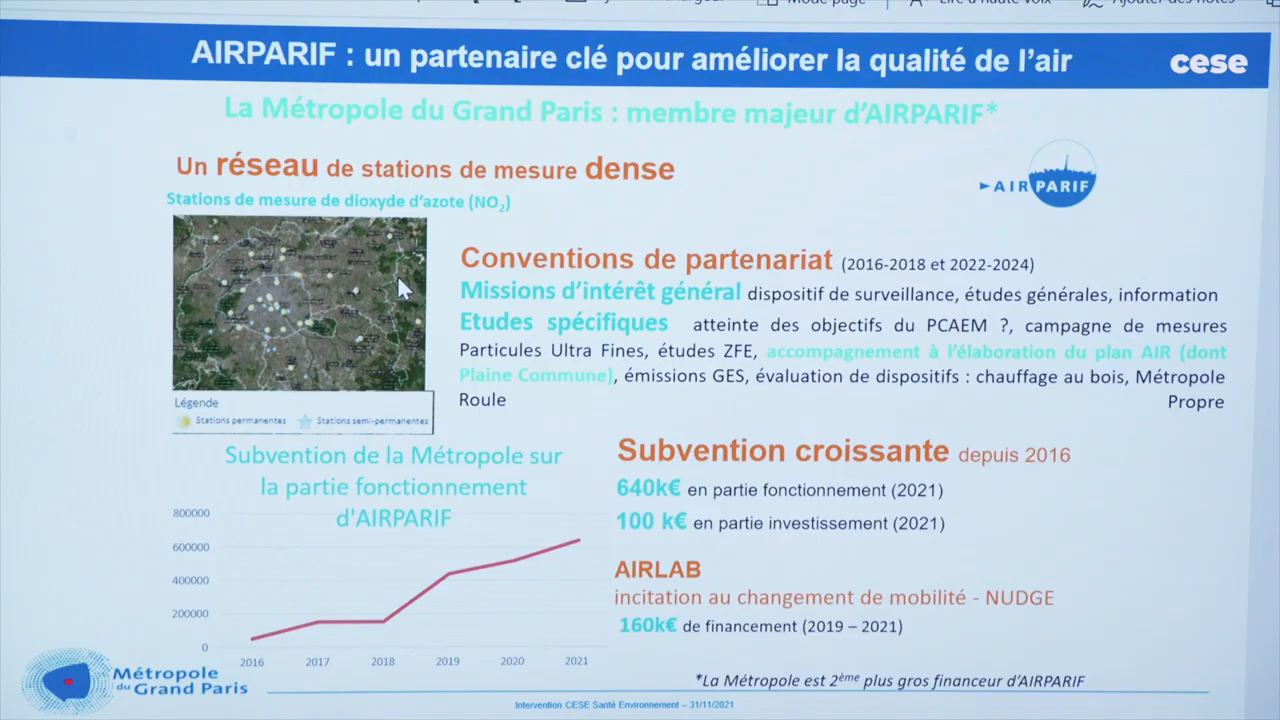 Mode page
Lire à haute voix
Ajouter des notes
AIRPARIF : un partenaire clé pour améliorer la qualité de l'air
cese
La Métropole du Grand Paris : membre majeur d'AIRPARIF*
Un réseau de stations de mesure dense
AIRPARIF
Stations de mesure de dioxyde d'azote (NO2)
Conventions de partenariat (2016-2018 et 2022-2024)
Missions d'intérêt général dispositif de surveillance, études générales, information
Etudes spécifiques atteinte des objectifs du PCAEM ?, campagne de mesures
Particules Ultra Fines, études ZFE, accompagnement à l'élaboration du plan AIR (dont
Plaine Commune), émissions GES, évaluation de dispositifs : chauffage au bois, Métropole
Roule Propre
Légende
Stations permanentes Stations semi-permanentes
Subvention de la Métropole sur
la partie fonctionnement
d'AIRPARIF
800000
600000
400000
200000
0
2016 2017 2018 2019 2020 2021
Subvention croissante depuis 2016
640k€ en partie fonctionnement (2021)
100 k€ en partie investissement (2021)
AIRLAB
incitation au changement de mobilité - NUDGE
160k€ de financement (2019 – 2021)
Métropole
du Grand Paris
*La Métropole est 2ème plus gros financeur d'AIRPARIF
Intervention CESE Santé Environnement – 31/11/2021